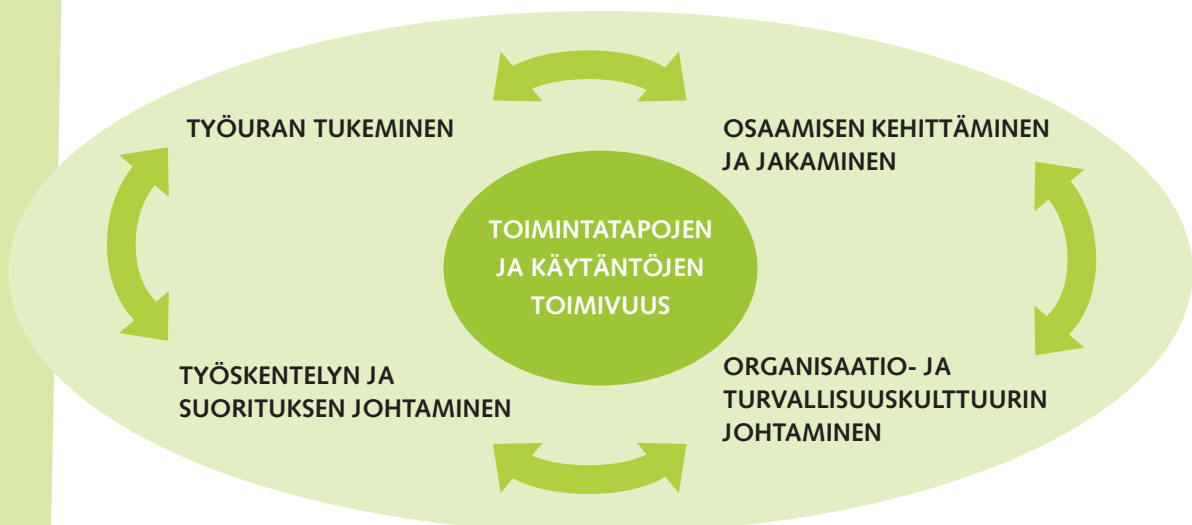 TYÖURAN TUKEMINEN
OSAAMISEN KEHITTÄMINEN
JA JAKAMINEN
TOIMINTATAPOJEN
JA KÄYTÄNTÖJEN
TOIMIVUUS
TYÖSKENTELYN JA
SUORITUKSEN JOHTAMINEN
ORGANISAATIO- JA
TURVALLISUUSKULTTUURIN
JOHTAMINEN